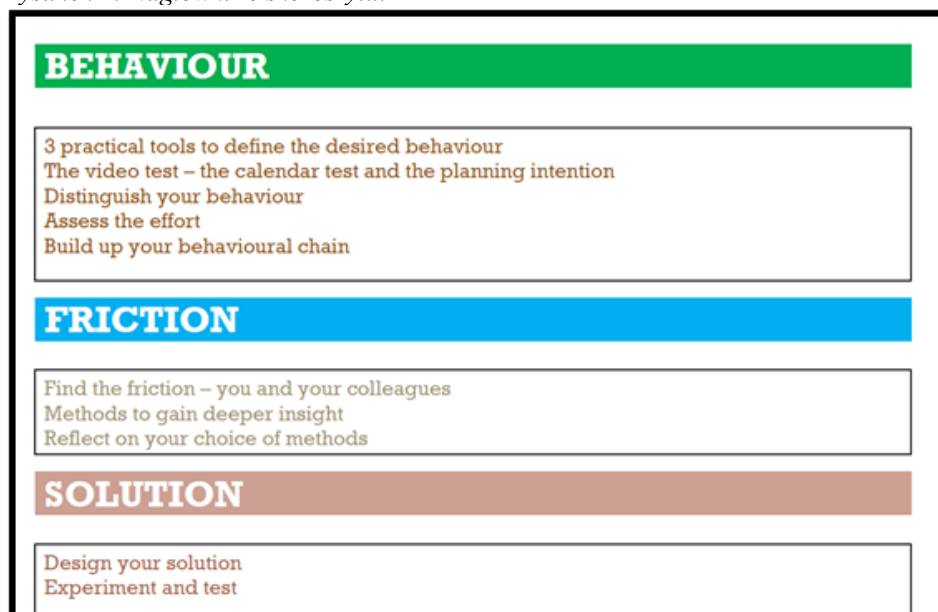 BEHAVIOUR
3 practical tools to define the desired behaviour
The video test – the calendar test and the planning intention
Distinguish your behaviour
Assess the effort
Build up your behavioural chain
FRICTION
Find the friction – you and your colleagues
Methods to gain deeper insight
Reflect on your choice of methods
SOLUTION
Design your solution
Experiment and test